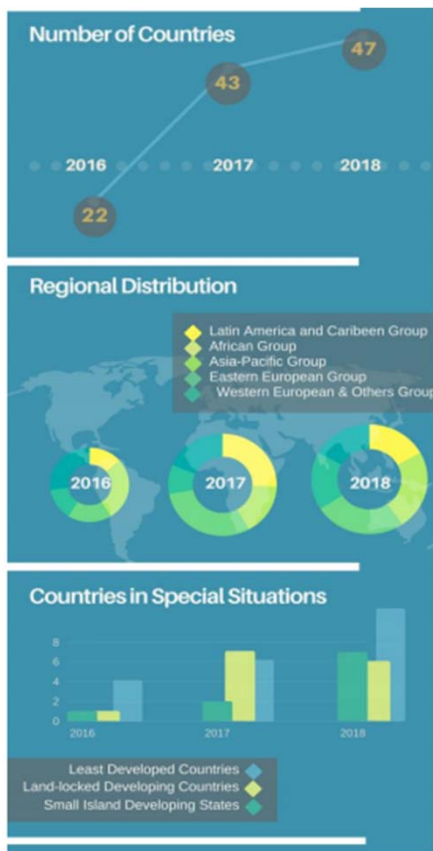 Number of Countries
47
43
2016 2017 2018
22
Regional Distribution
Latin America and Caribeen Group
African Group
Asia-Pacific Group
Eastern European Group
Western European & Others Group
2016 2017 2018
Countries in Special Situations
8
6
4
2
0
2016 2017 2018
Least Developed Countries
Land-locked Developing Countries
Small Island Developing States